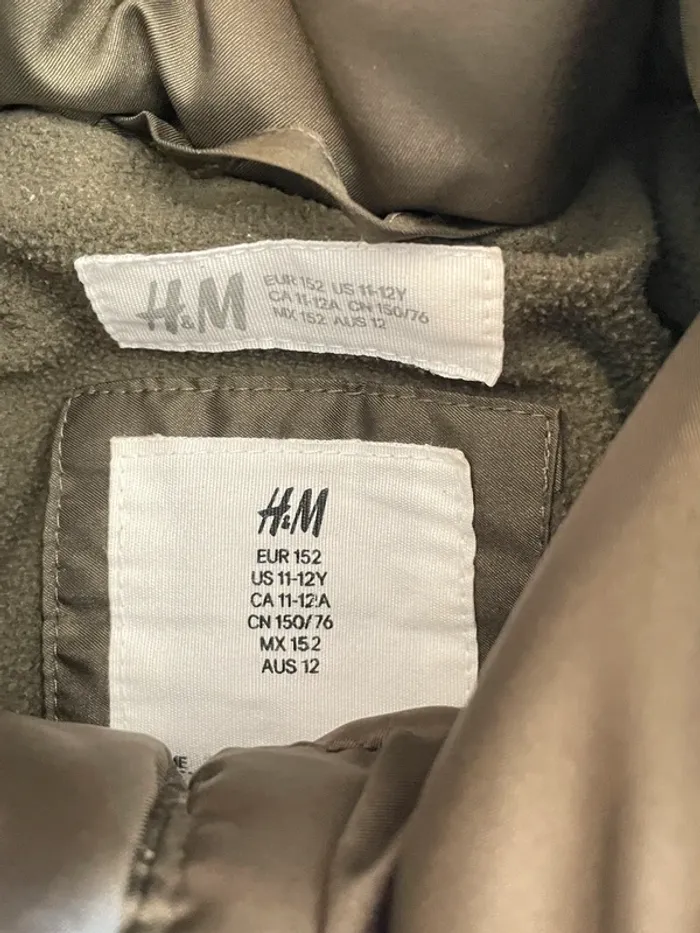 H&M
EUR 152 US 11-12Y
CA 11-12A CN 150/76
MX 152 AUS 12
H&M
EUR 152
US 11-12Y
CA 11-12A
CN 150/76
MX 152
AUS 12